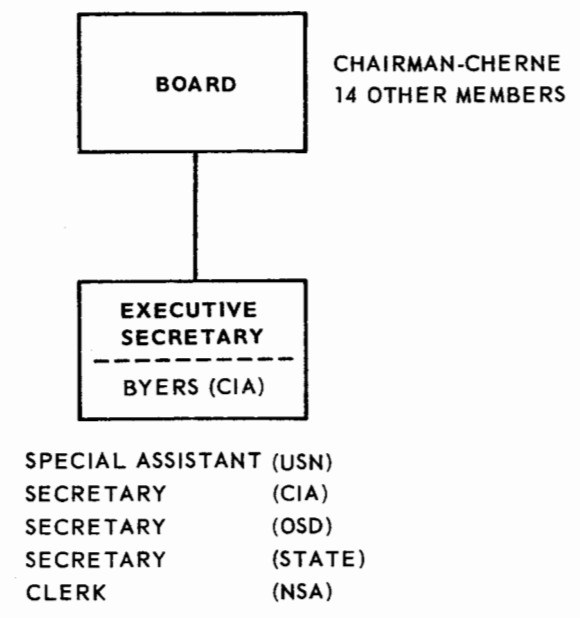 BOARD
CHAIRMAN-CHERNE
14 OTHER MEMBERS
EXECUTIVE
SECRETARY
BYERS (CIA)
SPECIAL ASSISTANT (USN)
SECRETARY (CIA)
SECRETARY (OSD)
SECRETARY (STATE)
CLERK (NSA)